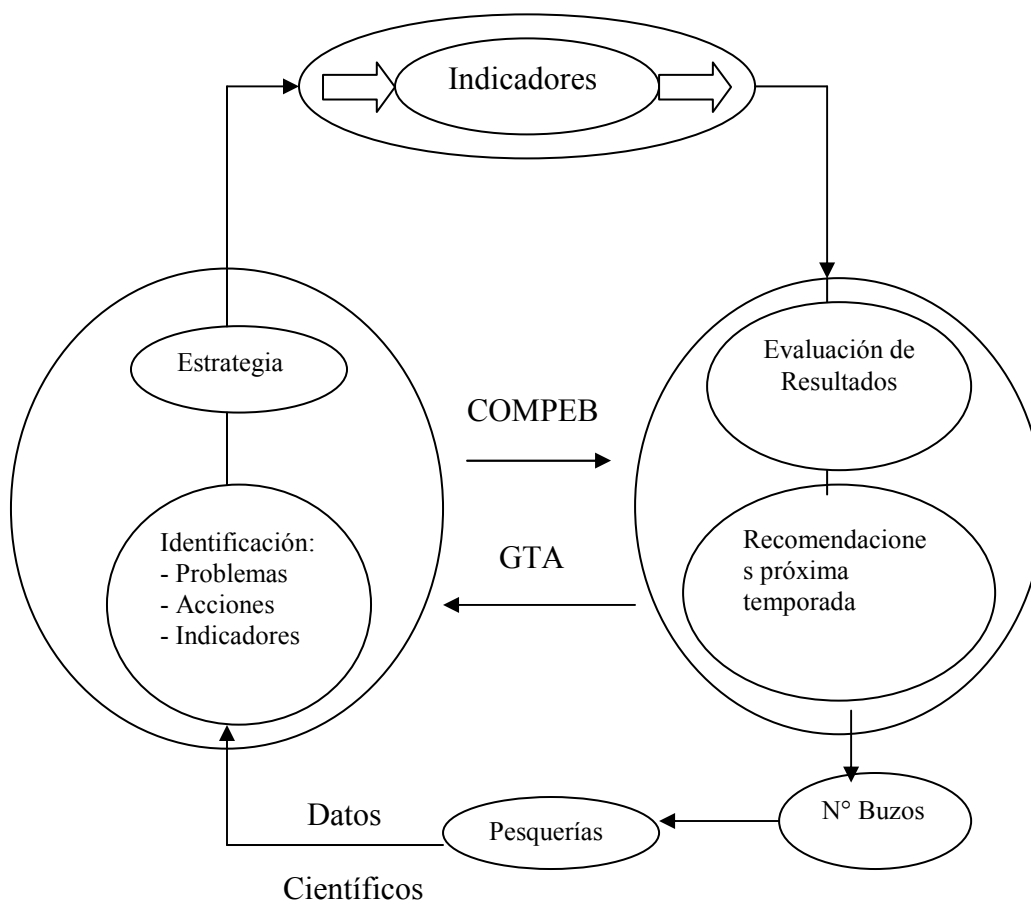 Indicadores
Estrategia
Identificación:
- Problemas
- Acciones
- Indicadores
COMPEB
GTA
Evaluación de
Resultados
Recomendacione
s próxima
temporada
N° Buzos
Pesquerías
Datos
Científicos